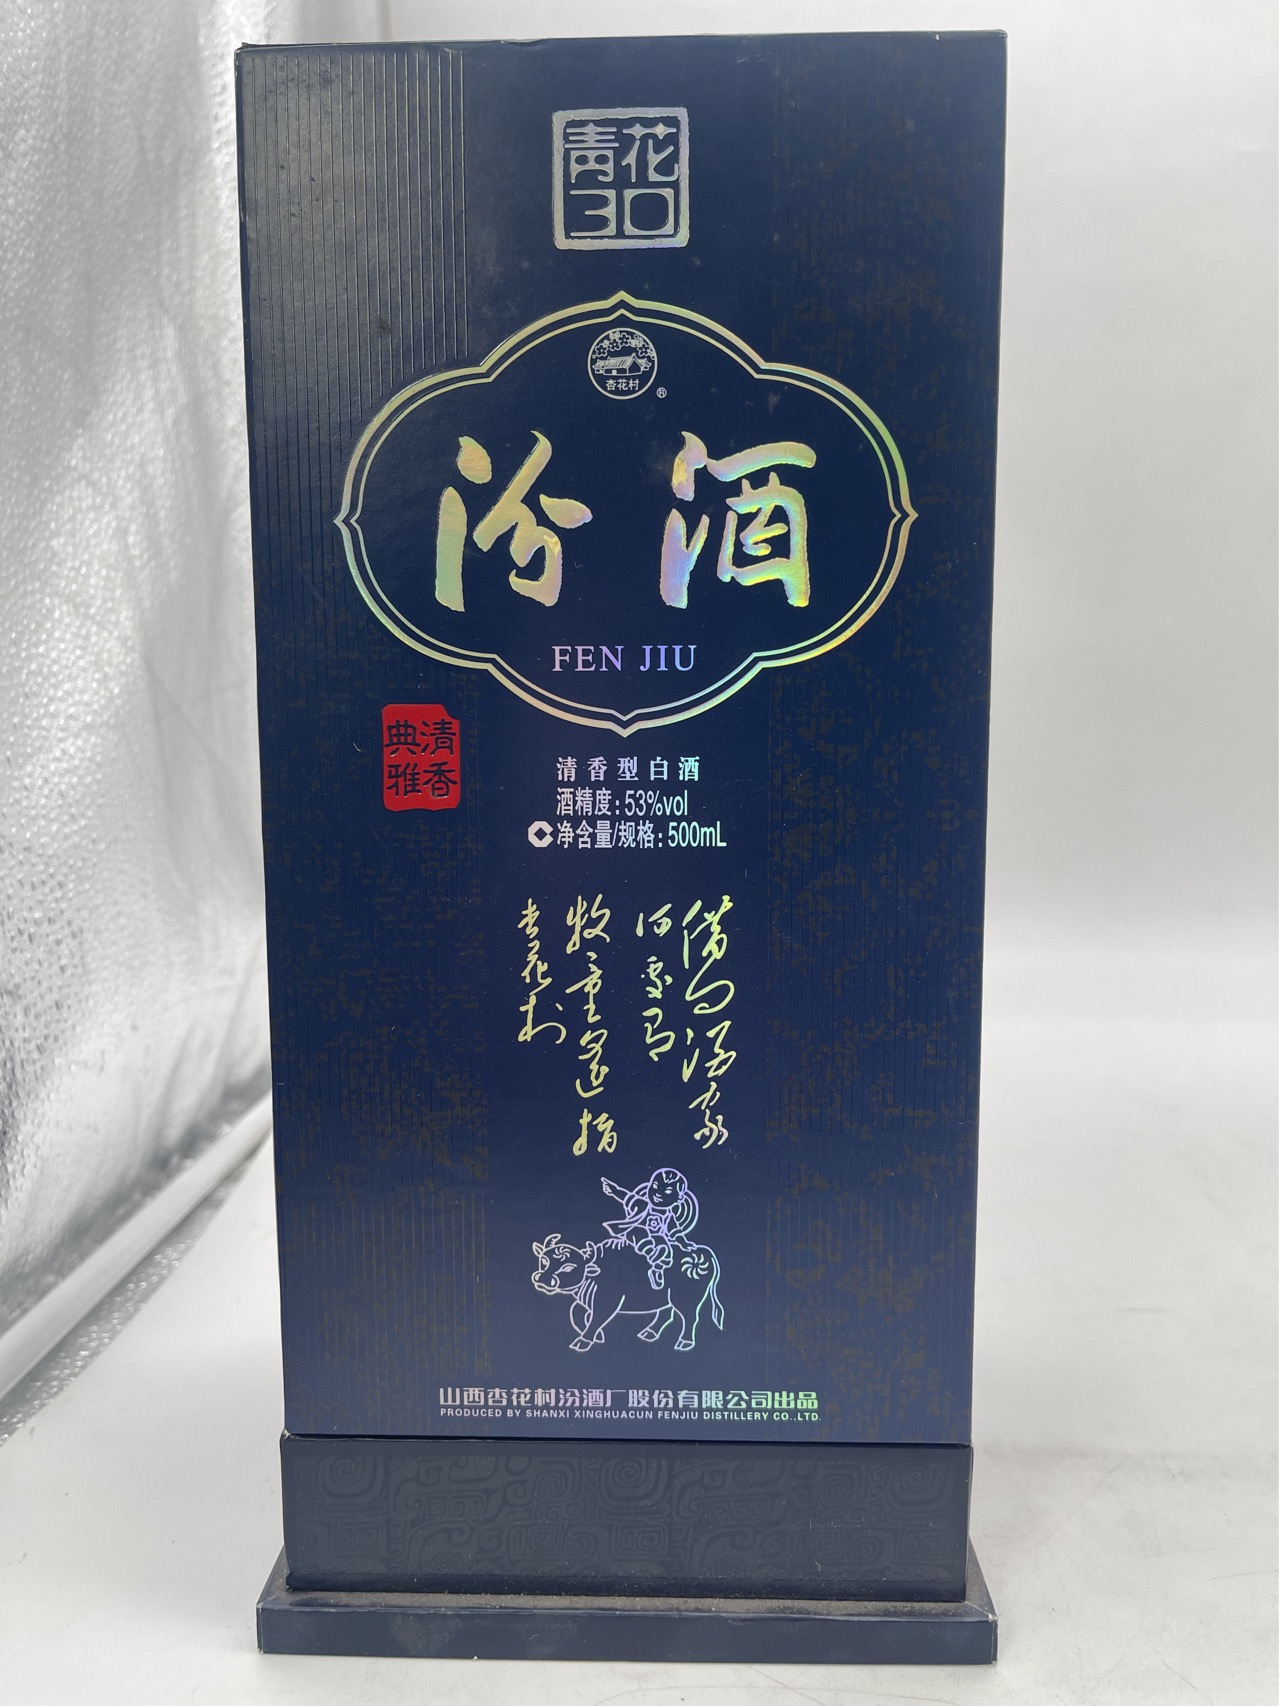 青花
30
杏花村
®
汾酒
FEN JIU
清香
典雅
清香型白酒
酒精度:53%vol
净含量/规格:500mL
借问酒家
何处有
牧童遥指
杏花村
山西杏花村汾酒厂股份有限公司出品
PRODUCED BY SHANXI XINGHUACUN FENJIU DISTILLERY CO.,LTD.